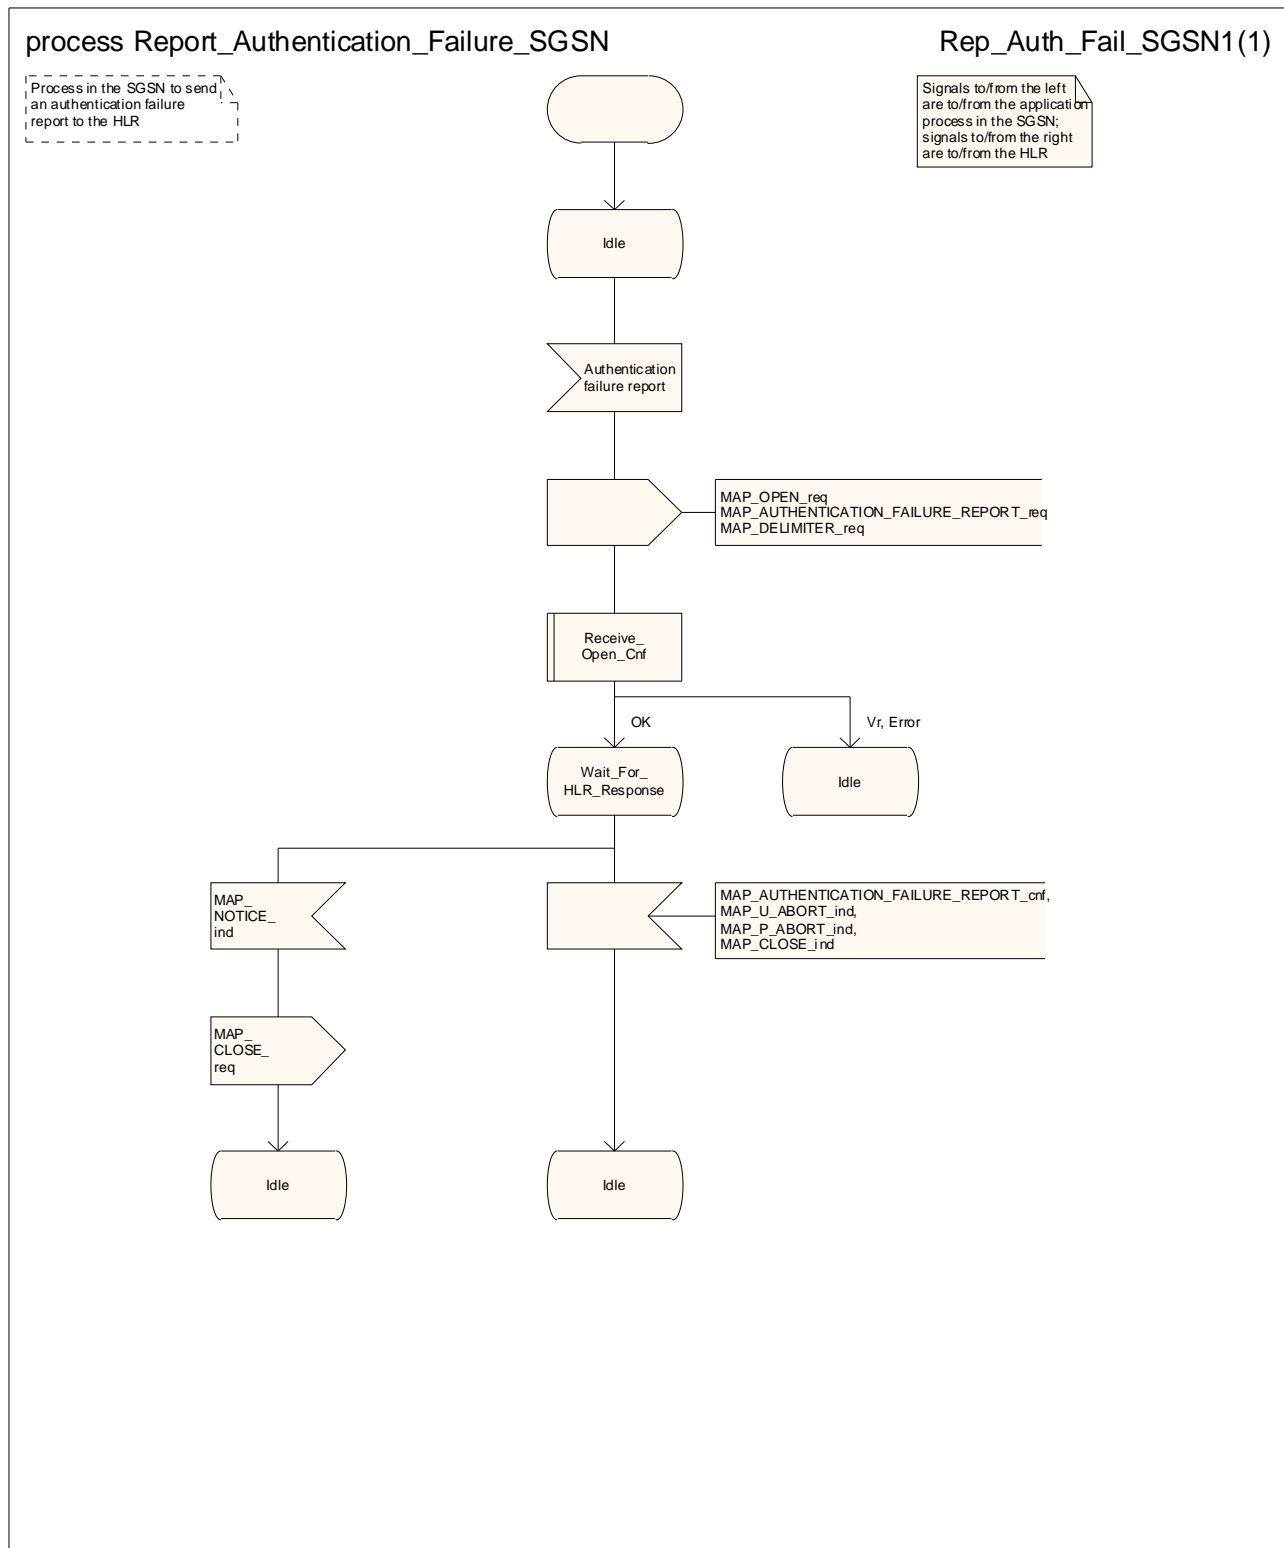 process Report_Authentication_Failure_SGSN
Rep_Auth_Fail_SGSN1(1)
Process in the SGSN to send
an authentication failure
report to the HLR
Signals to/from the left
are to/from the application
process in the SGSN;
signals to/from the right
are to/from the HLR
Idle
Authentication
failure report
MAP_OPEN_req
MAP_AUTHENTICATION_FAILURE_REPORT_req
MAP_DELIMITER_req
Receive_
Open_Cnf
OK
Vr, Error
Wait_For_
HLR_Response
Idle
MAP_
NOTICE_
ind
MAP_AUTHENTICATION_FAILURE_REPORT_cnf,
MAP_U_ABORT_ind,
MAP_P_ABORT_ind,
MAP_CLOSE_ind
MAP_
CLOSE_
req
Idle
Idle